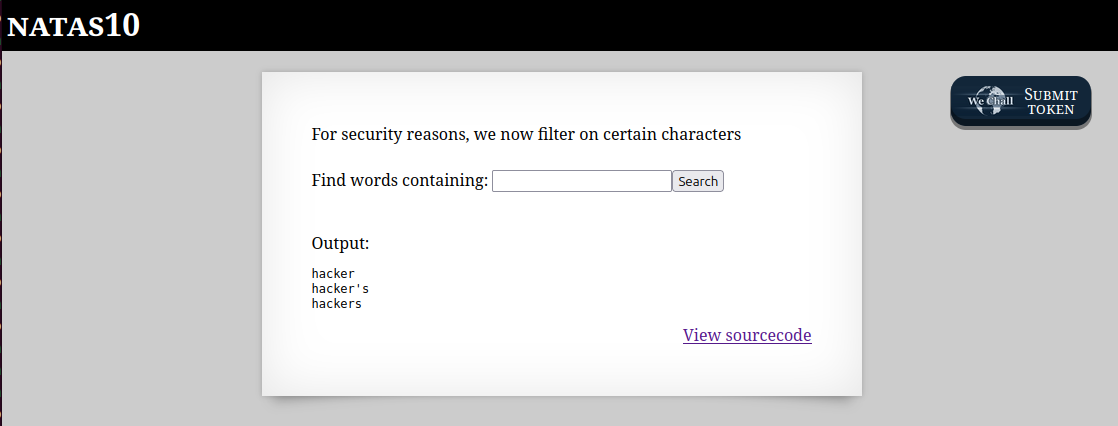 NATAS10
We Chall
SUBMIT
TOKEN
For security reasons, we now filter on certain characters
Find words containing: Search
Output:
hacker
hacker's
hackers
View sourcecode